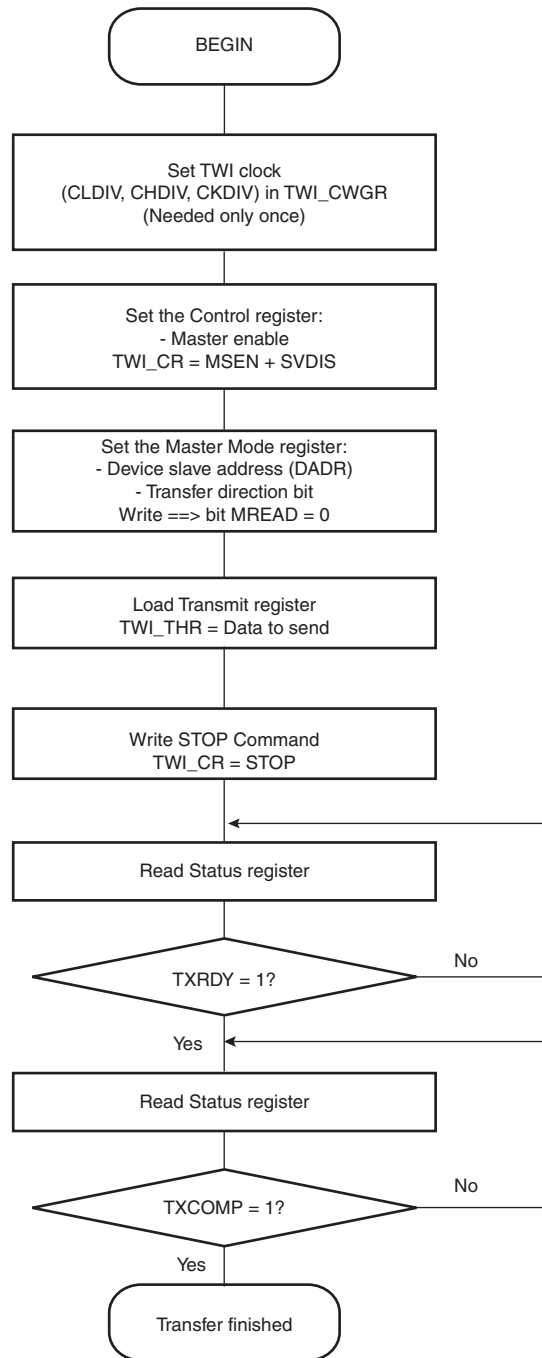 BEGIN
Set TWI clock
(CLDIV, CHDIV, CKDIV) in TWI_CWGR
(Needed only once)
Set the Control register:
- Master enable
TWI_CR = MSEN + SVDIS
Set the Master Mode register:
- Device slave address (DADR)
- Transfer direction bit
Write ==> bit MREAD = 0
Load Transmit register
TWI_THR = Data to send
Write STOP Command
TWI_CR = STOP
Read Status register
TXRDY = 1?
No
Yes
Read Status register
TXCOMP = 1?
No
Yes
Transfer finished